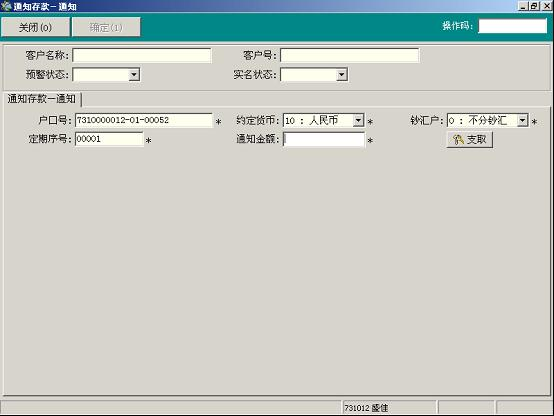 通知存款－通知
关闭(0) 确定(1) 操作码:
客户名称: 客户号:
预警状态: 实名状态:
通知存款－通知
户口号: 7310000012-01-00052 * 约定货币: 10 : 人民币 * 钞汇户: 0 : 不分钞汇 *
定期序号: 00001 * 通知金额: * 支取
731012 盛佳